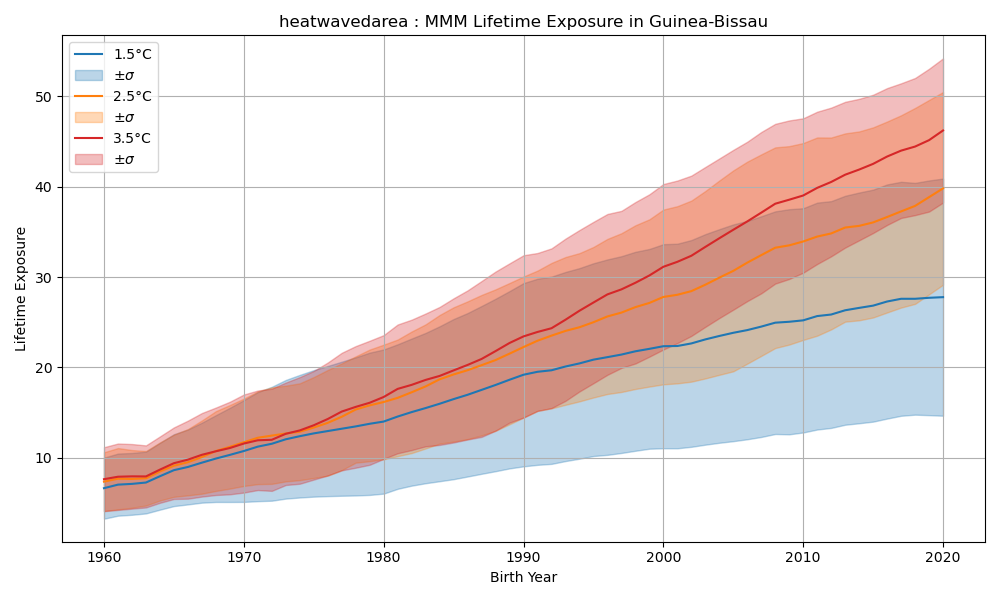 heatwavedarea : MMM Lifetime Exposure in Guinea-Bissau
1.5°C
±σ
2.5°C
±σ
3.5°C
±σ
Lifetime Exposure
50
40
30
20
10
1960 1970 1980 1990 2000 2010 2020
Birth Year